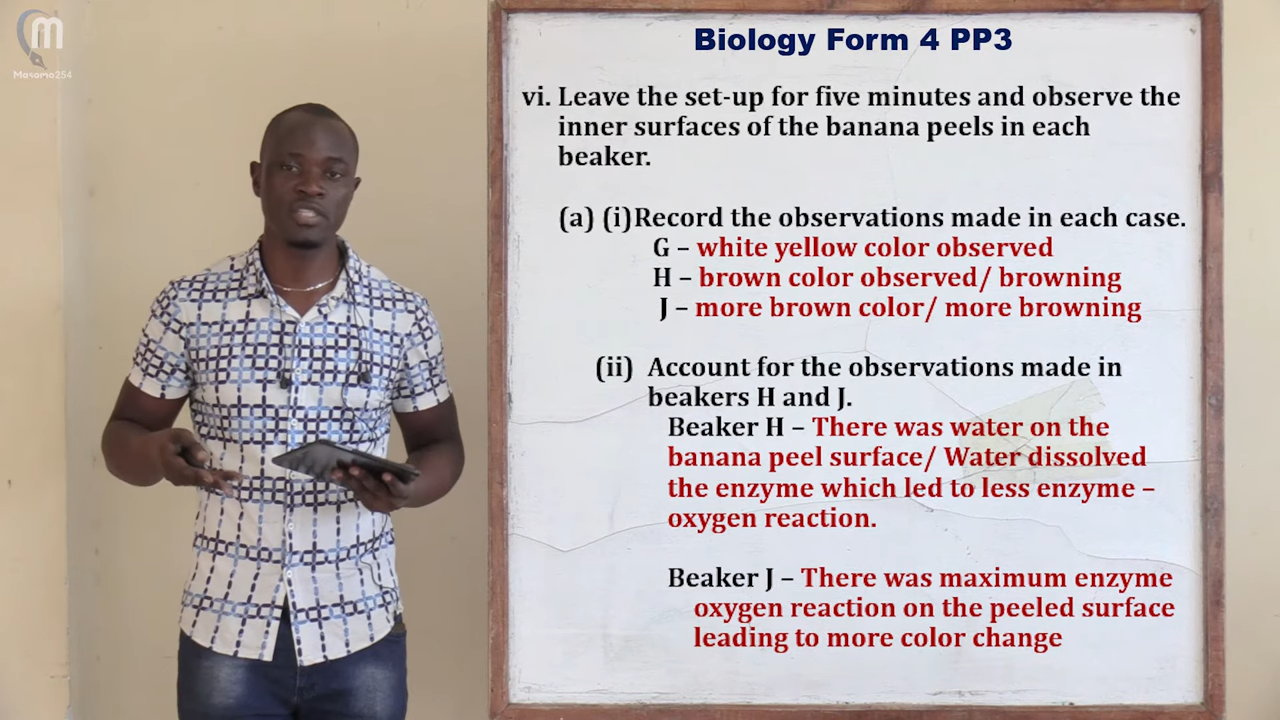 m
Masomo254
Biology Form 4 PP3
vi. Leave the set-up for five minutes and observe the
inner surfaces of the banana peels in each
beaker.
(a) (i)Record the observations made in each case.
G – white yellow color observed
H – brown color observed/ browning
J – more brown color/ more browning
(ii) Account for the observations made in
beakers H and J.
Beaker H – There was water on the
banana peel surface/ Water dissolved
the enzyme which led to less enzyme –
oxygen reaction.
Beaker J – There was maximum enzyme
oxygen reaction on the peeled surface
leading to more color change